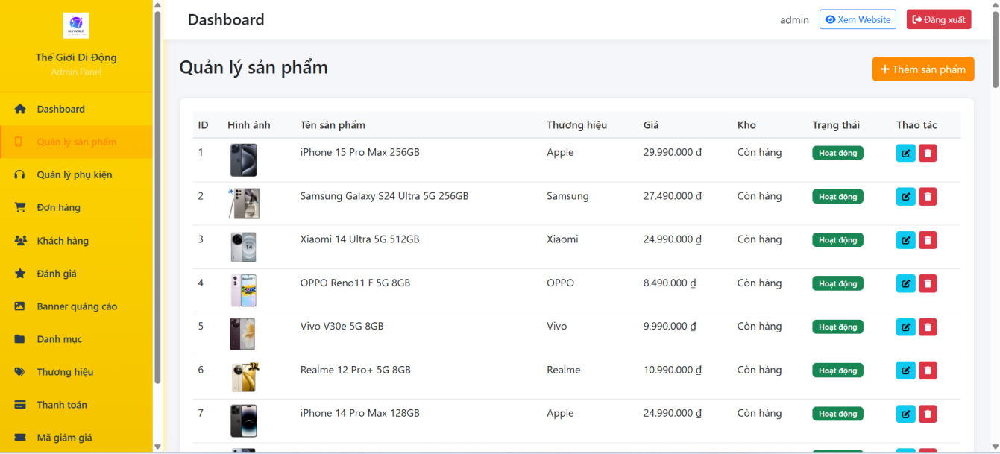 Dashboard
admin
Xem Website
Đăng xuất
Thế Giới Di Động
Admin Panel
Dashboard
Quản lý sản phẩm
Quản lý phụ kiện
Đơn hàng
Khách hàng
Đánh giá
Banner quảng cáo
Danh mục
Thương hiệu
Thanh toán
Mã giảm giá
Quản lý sản phẩm
Thêm sản phẩm
ID Hình ảnh Tên sản phẩm Thương hiệu Giá Kho Trạng thái Thao tác
1 iPhone 15 Pro Max 256GB Apple 29.990.000 ₫ Còn hàng Hoạt động
2 Samsung Galaxy S24 Ultra 5G 256GB Samsung 27.490.000 ₫ Còn hàng Hoạt động
3 Xiaomi 14 Ultra 5G 512GB Xiaomi 24.990.000 ₫ Còn hàng Hoạt động
4 OPPO Reno11 F 5G 8GB OPPO 8.490.000 ₫ Còn hàng Hoạt động
5 Vivo V30e 5G 8GB Vivo 9.990.000 ₫ Còn hàng Hoạt động
6 Realme 12 Pro+ 5G 8GB Realme 10.990.000 ₫ Còn hàng Hoạt động
7 iPhone 14 Pro Max 128GB Apple 24.990.000 ₫ Còn hàng Hoạt động